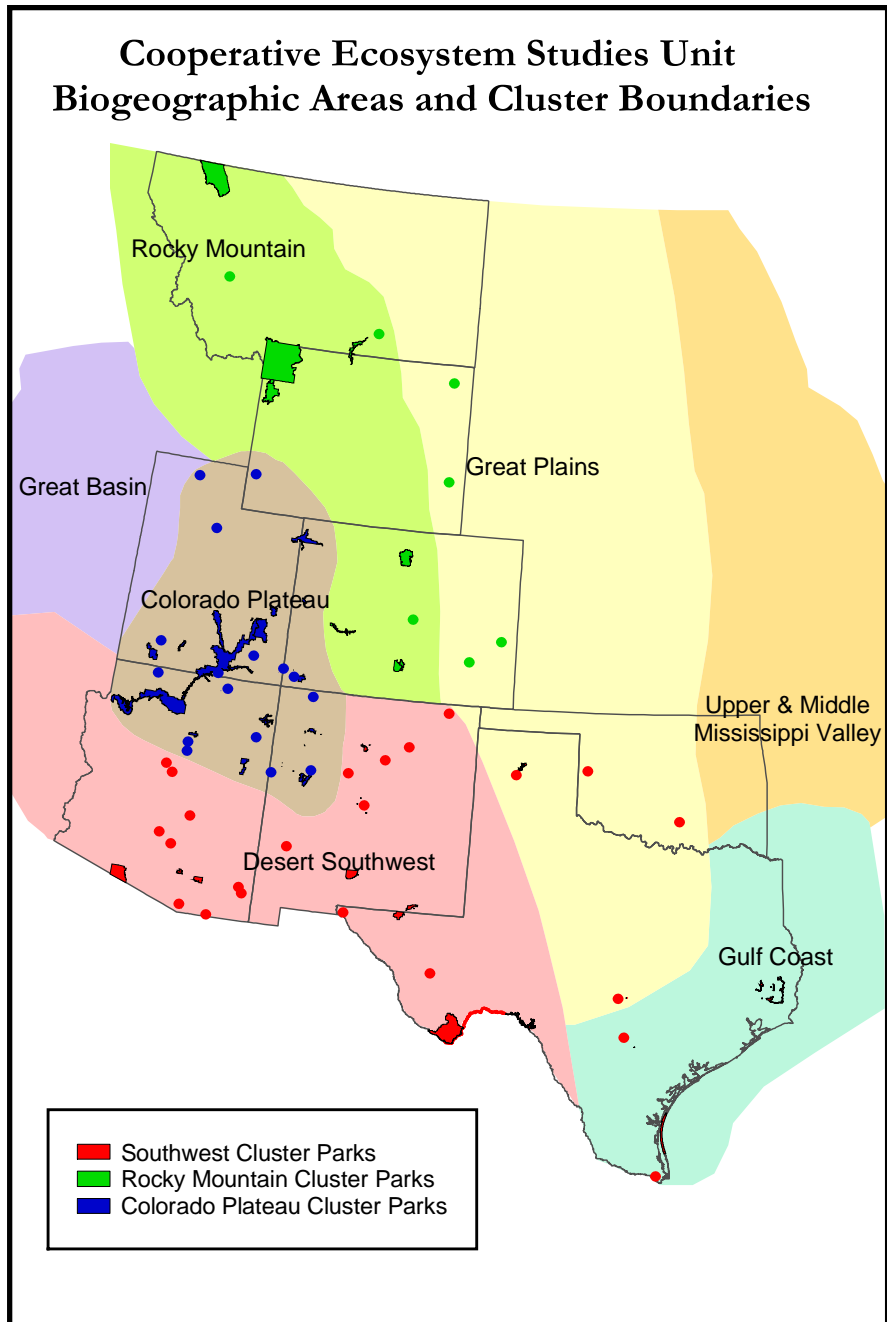 Cooperative Ecosystem Studies Unit
Biogeographic Areas and Cluster Boundaries
Rocky Mountain
Great Plains
Great Basin
Colorado Plateau
Upper & Middle
Mississippi Valley
Desert Southwest
Gulf Coast
Southwest Cluster Parks
Rocky Mountain Cluster Parks
Colorado Plateau Cluster Parks